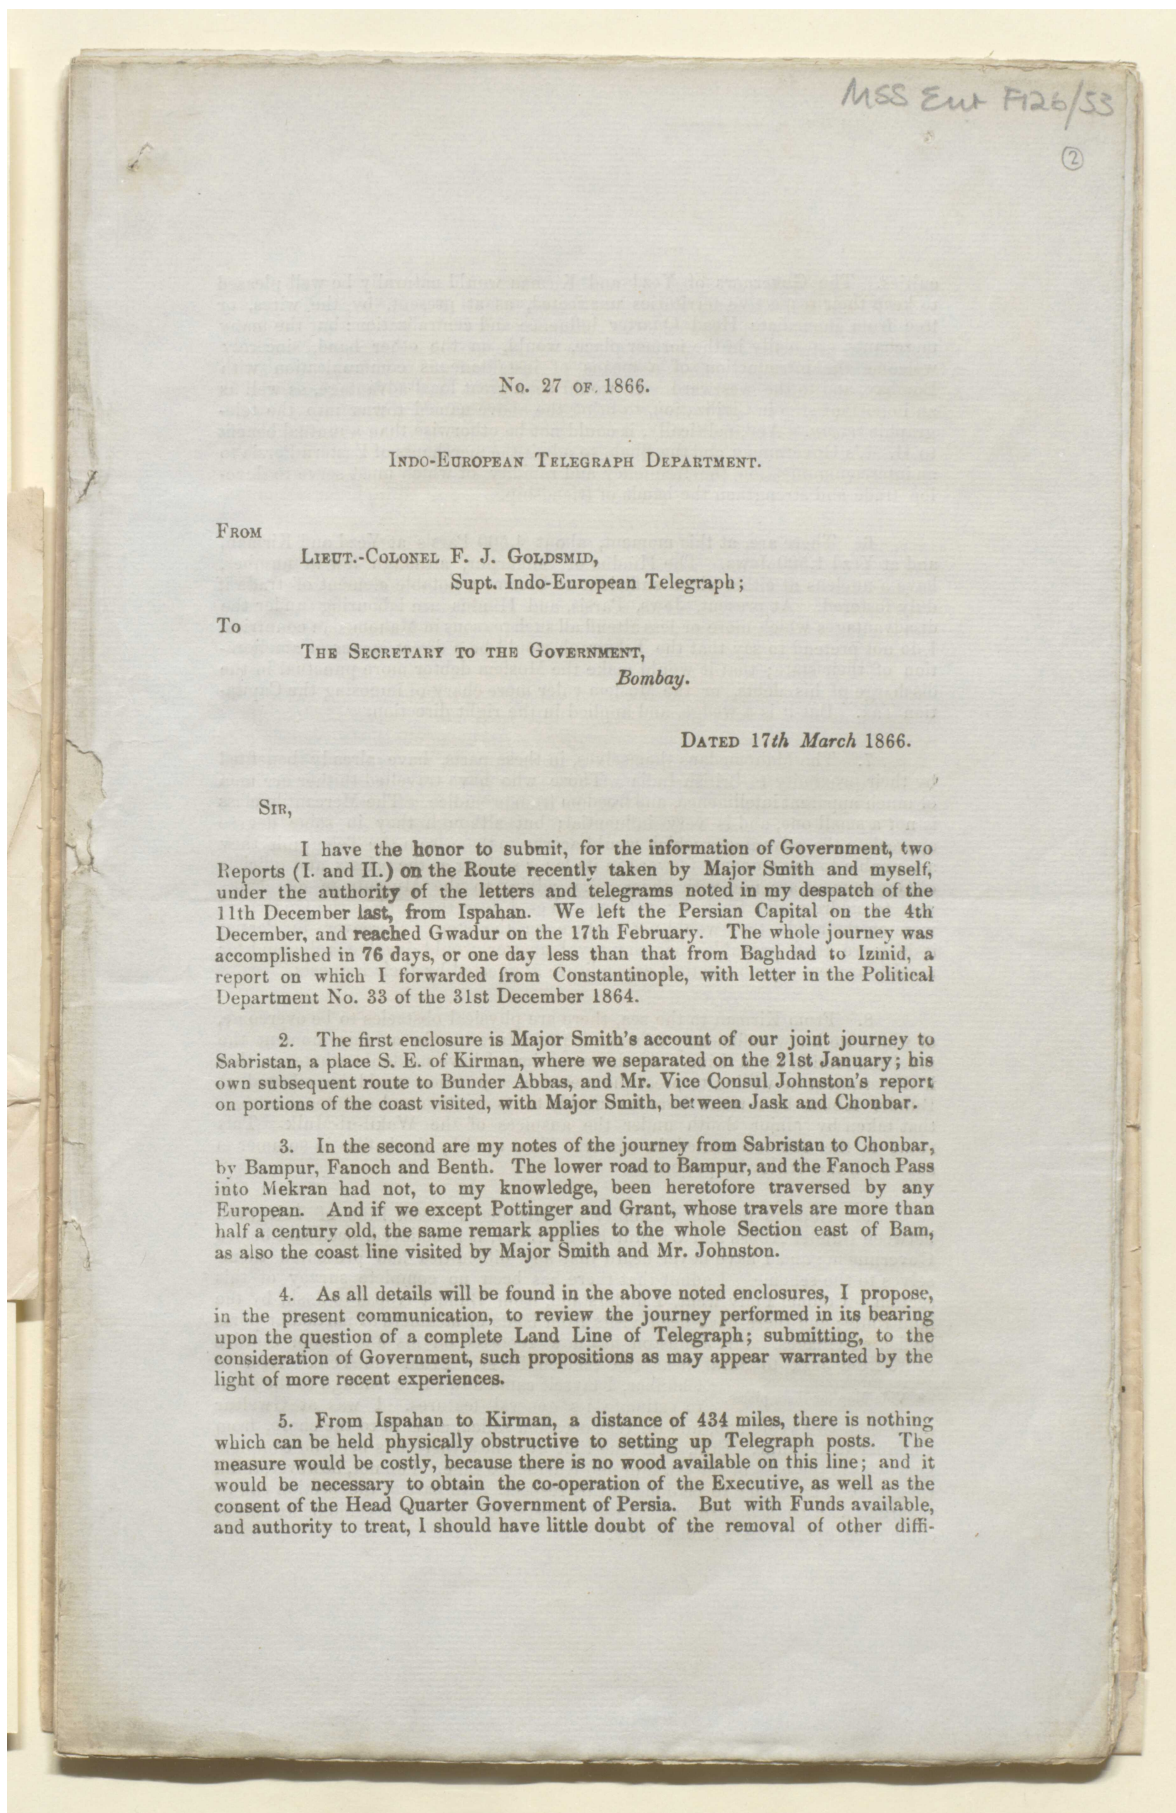 MSS Eur F126/53
2
No. 27 OF. 1866.
INDO-EUROPEAN TELEGRAPH DEPARTMENT.
FROM
LIEUT.-COLONEL F. J. GOLDSMID,
Supt. Indo-European Telegraph;
To
THE SECRETARY TO THE GOVERNMENT,
Bombay.
DATED 17th March 1866.
SIR,
I have the honor to submit, for the information of Government, two
Reports (I. and II.) on the Route recently taken by Major Smith and myself,
under the authority of the letters and telegrams noted in my despatch of the
11th December last, from Ispahan. We left the Persian Capital on the 4th
December, and reached Gwadur on the 17th February. The whole journey was
accomplished in 76 days, or one day less than that from Baghdad to Izmid, a
report on which I forwarded from Constantinople, with letter in the Political
Department No. 33 of the 31st December 1864.
2. The first enclosure is Major Smith's account of our joint journey to
Sabristan, a place S. E. of Kirman, where we separated on the 21st January; his
own subsequent route to Bunder Abbas, and Mr. Vice Consul Johnston's report
on portions of the coast visited, with Major Smith, between Jask and Chonbar.
3. In the second are my notes of the journey from Sabristan to Chonbar,
by Bampur, Fanoch and Benth. The lower road to Bampur, and the Fanoch Pass
into Mekran had not, to my knowledge, been heretofore traversed by any
European. And if we except Pottinger and Grant, whose travels are more than
half a century old, the same remark applies to the whole Section east of Bam,
as also the coast line visited by Major Smith and Mr. Johnston.
4. As all details will be found in the above noted enclosures, I propose,
in the present communication, to review the journey performed in its bearing
upon the question of a complete Land Line of Telegraph; submitting, to the
consideration of Government, such propositions as may appear warranted by the
light of more recent experiences.
5. From Ispahan to Kirman, a distance of 434 miles, there is nothing
which can be held physically obstructive to setting up Telegraph posts. The
measure would be costly, because there is no wood available on this line; and it
would be necessary to obtain the co-operation of the Executive, as well as the
consent of the Head Quarter Government of Persia. But with Funds available,
and authority to treat, I should have little doubt of the removal of other diffi-